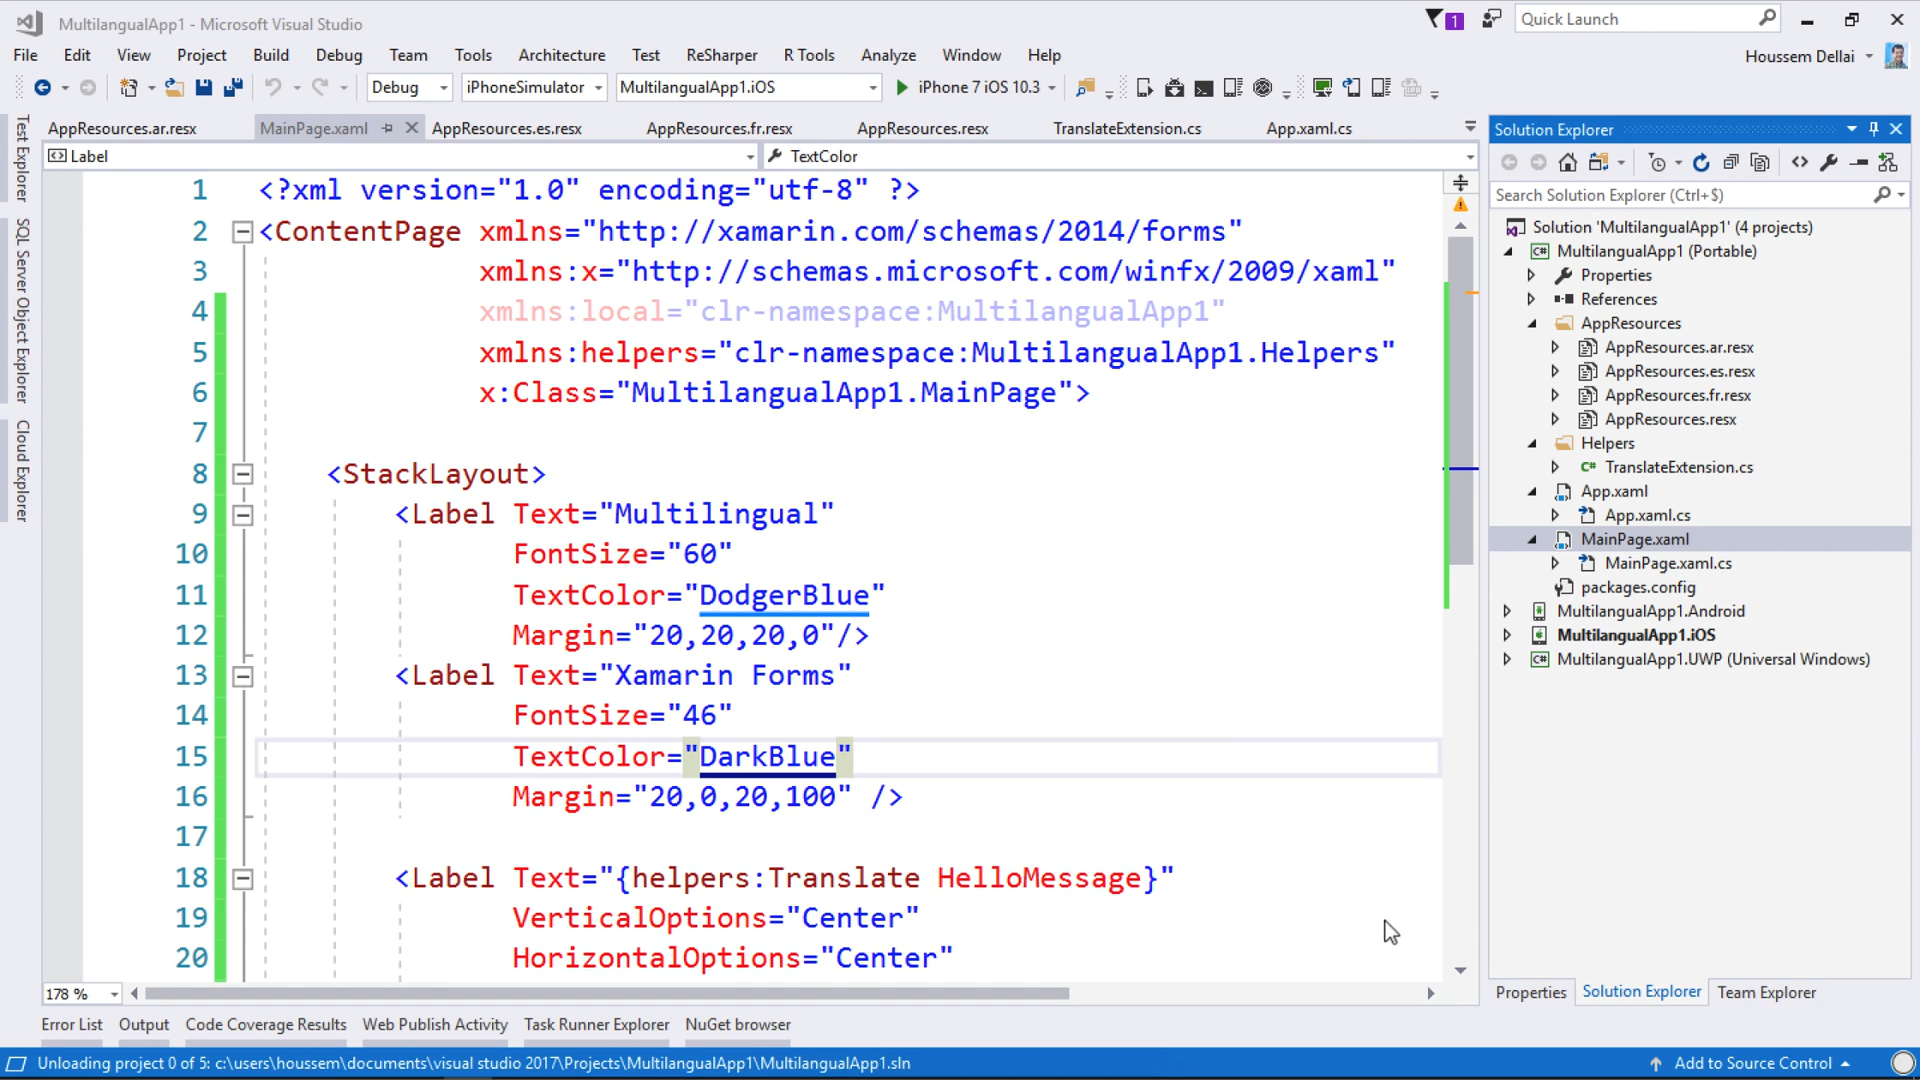 MultilangualApp1 - Microsoft Visual Studio
1
Quick Launch
File Edit View Project Build Debug Team Tools Architecture Test ReSharper R Tools Analyze Window Help
Houssem Dellai
Debug iPhoneSimulator MultilangualApp1.iOS iPhone 7 iOS 10.3
Test Explorer
SQL Server Object Explorer
Cloud Explorer
AppResources.ar.resx MainPage.xaml AppResources.es.resx AppResources.fr.resx AppResources.resx TranslateExtension.cs App.xaml.cs
Label TextColor
1 <?xml version="1.0" encoding="utf-8" ?>
2 <ContentPage xmlns="http://xamarin.com/schemas/2014/forms"
3 xmlns:x="http://schemas.microsoft.com/winfx/2009/xaml"
4 xmlns:local="clr-namespace:MultilangualApp1"
5 xmlns:helpers="clr-namespace:MultilangualApp1.Helpers"
6 x:Class="MultilangualApp1.MainPage">
7
8 <StackLayout>
9 <Label Text="Multilingual"
10 FontSize="60"
11 TextColor="DodgerBlue"
12 Margin="20,20,20,0"/>
13 <Label Text="Xamarin Forms"
14 FontSize="46"
15 TextColor="DarkBlue"
16 Margin="20,0,20,100" />
17
18 <Label Text="{helpers:Translate HelloMessage}"
19 VerticalOptions="Center"
20 HorizontalOptions="Center"
178 %
Solution Explorer
Search Solution Explorer (Ctrl+$)
Solution 'MultilangualApp1' (4 projects)
C# MultilangualApp1 (Portable)
Properties
References
AppResources
AppResources.ar.resx
AppResources.es.resx
AppResources.fr.resx
AppResources.resx
Helpers
C# TranslateExtension.cs
App.xaml
App.xaml.cs
MainPage.xaml
MainPage.xaml.cs
packages.config
MultilangualApp1.Android
MultilangualApp1.iOS
C# MultilangualApp1.UWP (Universal Windows)
Properties Solution Explorer Team Explorer
Error List Output Code Coverage Results Web Publish Activity Task Runner Explorer NuGet browser
Unloading project 0 of 5: c:\users\houssem\documents\visual studio 2017\Projects\MultilangualApp1\MultilangualApp1.sln
Add to Source Control